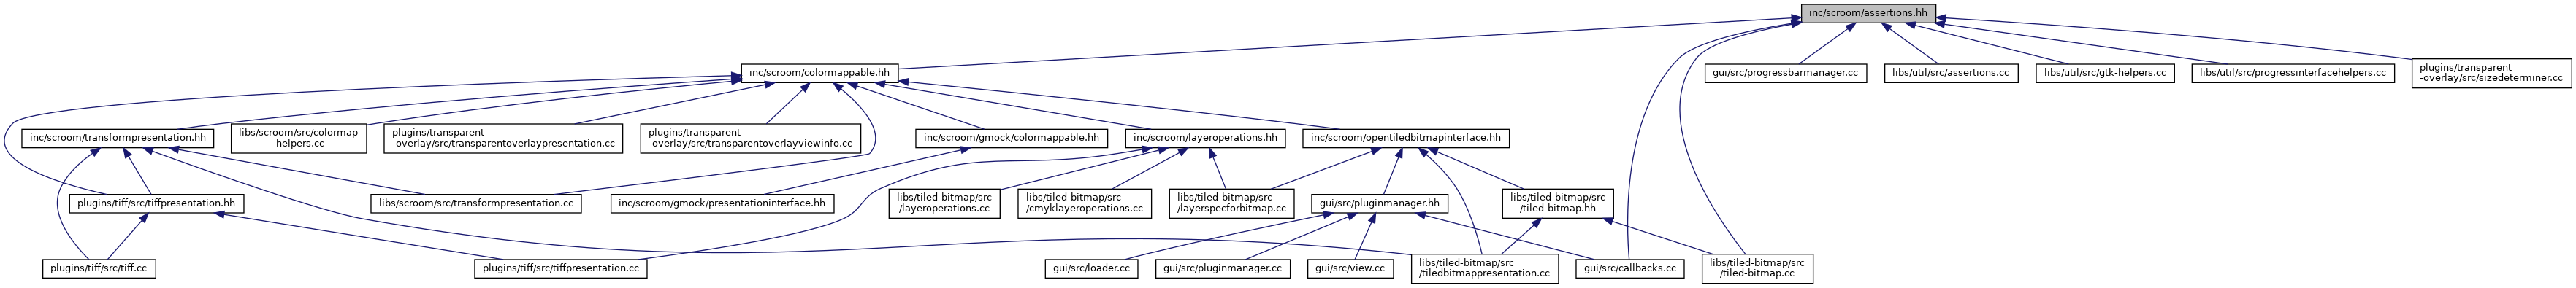 inc/scroom/assertions.hh
inc/scroom/colormappable.hh
gui/src/progressbarmanager.cc
libs/util/src/assertions.cc
libs/util/src/gtk-helpers.cc
libs/util/src/progressinterfacehelpers.cc
plugins/transparent
-overlay/src/sizedeterminer.cc
inc/scroom/transformpresentation.hh
libs/scroom/src/colormap
-helpers.cc
plugins/transparent
-overlay/src/transparentoverlaypresentation.cc
plugins/transparent
-overlay/src/transparentoverlayviewinfo.cc
inc/scroom/gmock/colormappable.hh
inc/scroom/layeroperations.hh
inc/scroom/opentiledbitmapinterface.hh
plugins/tiff/src/tiffpresentation.hh
libs/scroom/src/transformpresentation.cc
inc/scroom/gmock/presentationinterface.hh
libs/tiled-bitmap/src
/layeroperations.cc
libs/tiled-bitmap/src
/cmyklayeroperations.cc
libs/tiled-bitmap/src
/layerspecforbitmap.cc
gui/src/pluginmanager.hh
libs/tiled-bitmap/src
/tiled-bitmap.hh
plugins/tiff/src/tiff.cc
plugins/tiff/src/tiffpresentation.cc
gui/src/loader.cc
gui/src/pluginmanager.cc
gui/src/view.cc
libs/tiled-bitmap/src
/tiledbitmappresentation.cc
gui/src/callbacks.cc
libs/tiled-bitmap/src
/tiled-bitmap.cc